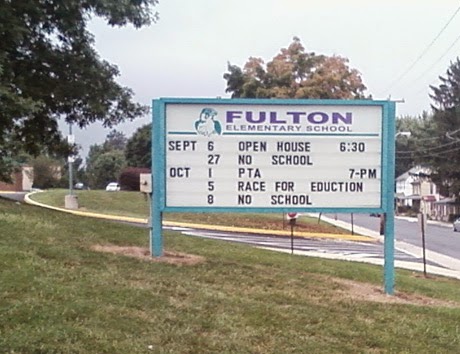 FULTON
ELEMENTARY SCHOOL
SEPT 6 OPEN HOUSE 6:30
27 NO SCHOOL
OCT 1 PTA 7-PM
5 RACE FOR EDUCTION
8 NO SCHOOL